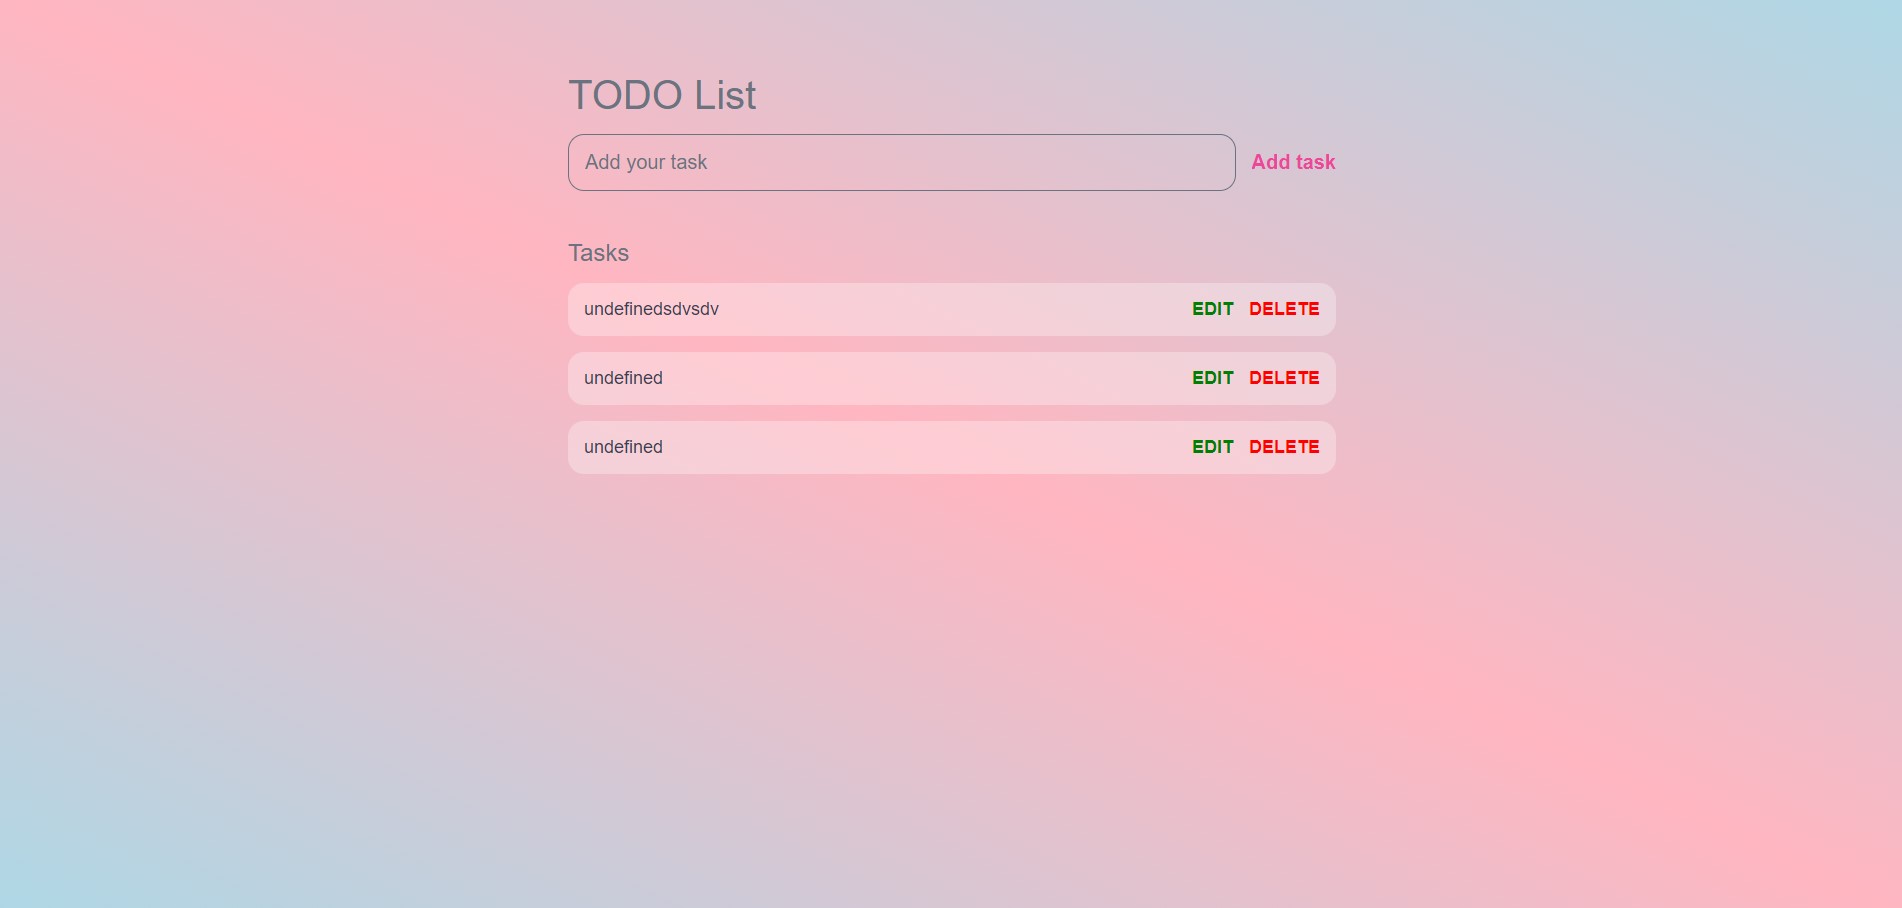 TODO List
Add your task
Add task
Tasks
undefinedsdvsdv EDIT DELETE
undefined EDIT DELETE
undefined EDIT DELETE